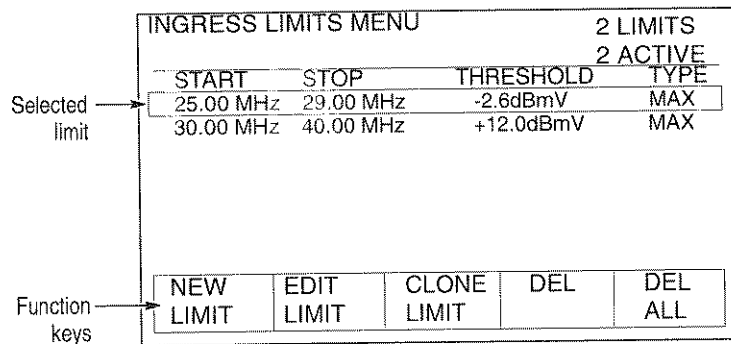 INGRESS LIMITS MENU 2 LIMITS
2 ACTIVE
START STOP THRESHOLD TYPE
Selected limit
25.00 MHz 29.00 MHz -2.6dBmV MAX
30.00 MHz 40.00 MHz +12.0dBmV MAX
Function keys
NEW LIMIT
EDIT LIMIT
CLONE LIMIT
DEL
DEL ALL